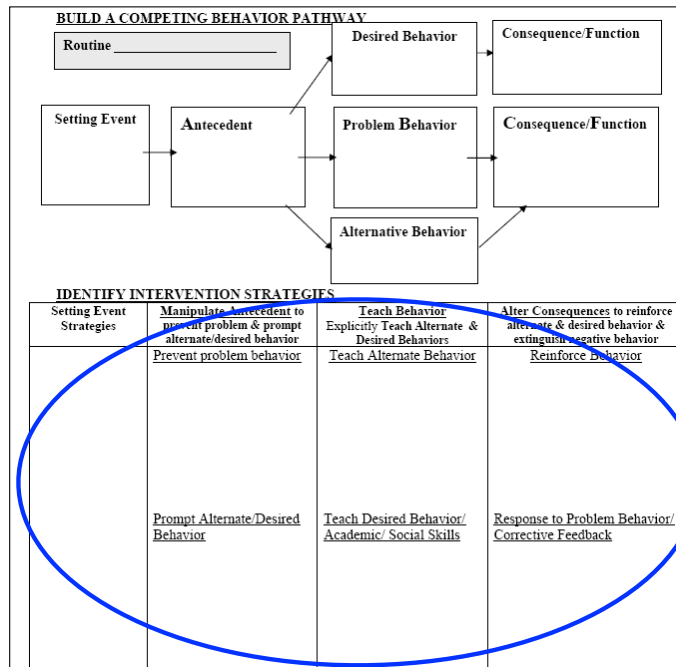 BUILD A COMPETING BEHAVIOR PATHWAY
Routine ______________________
Desired Behavior
Consequence/Function
Setting Event
Antecedent
Problem Behavior
Consequence/Function
Alternative Behavior
IDENTIFY INTERVENTION STRATEGIES
Setting Event
Strategies
Manipulate Antecedent to
prevent problem & prompt
alternate/desired behavior
Teach Behavior
Explicitly Teach Alternate &
Desired Behaviors
Alter Consequences to reinforce
alternate & desired behavior &
extinguish negative behavior
Prevent problem behavior
Teach Alternate Behavior
Reinforce Behavior
Prompt Alternate/Desired
Behavior
Teach Desired Behavior/
Academic/ Social Skills
Response to Problem Behavior/
Corrective Feedback